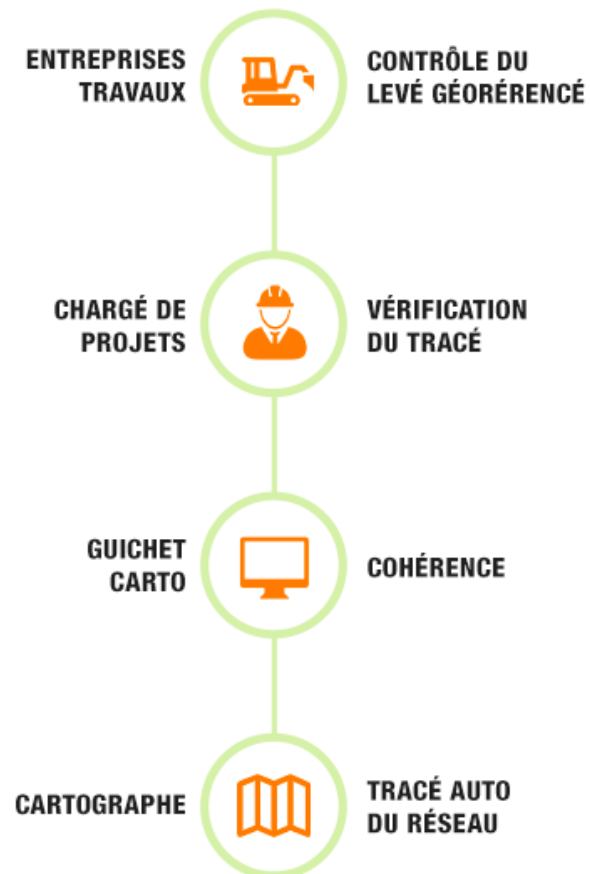 ENTREPRISES
TRAVAUX
CONTRÔLE DU
LEVÉ GÉORÉRENCÉ
CHARGÉ DE
PROJETS
VÉRIFICATION
DU TRACÉ
GUICHET
CARTO
COHÉRENCE
CARTOGRAPHE
TRACÉ AUTO
DU RÉSEAU